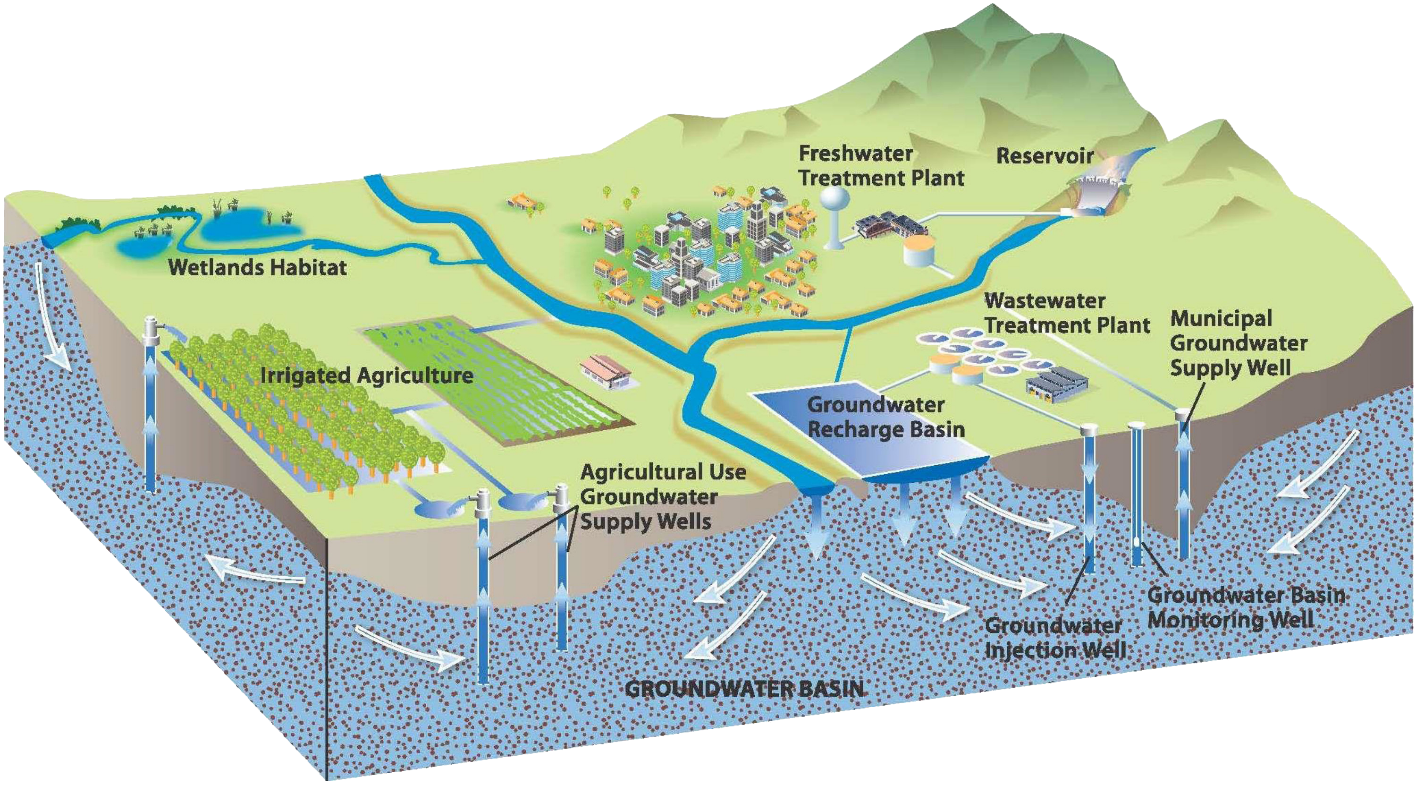 Freshwater
Treatment Plant
Reservoir
Wetlands Habitat
Wastewater
Treatment Plant
Municipal
Groundwater
Supply Well
Irrigated Agriculture
Groundwater
Recharge Basin
Agricultural Use
Groundwater
Supply Wells
Groundwater Basin
Monitoring Well
Groundwater
Injection Well
GROUNDWATER BASIN